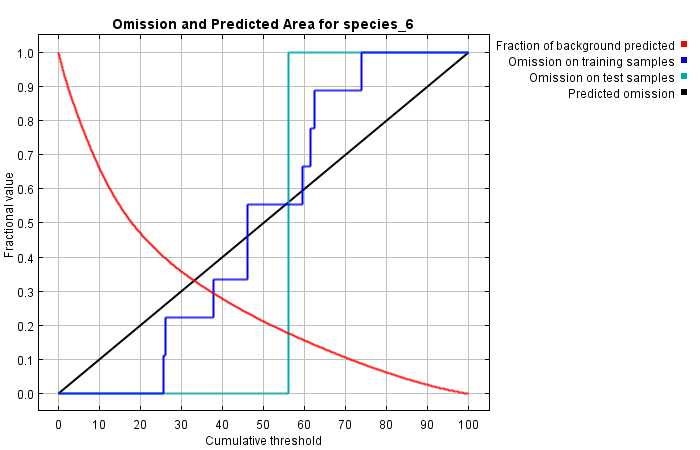 Omission and Predicted Area for species_6
Fraction of background predicted
Omission on training samples
Omission on test samples
Predicted omission
Fractional value
1.0
0.9
0.8
0.7
0.6
0.5
0.4
0.3
0.2
0.1
0.0
0 10 20 30 40 50 60 70 80 90 100
Cumulative threshold